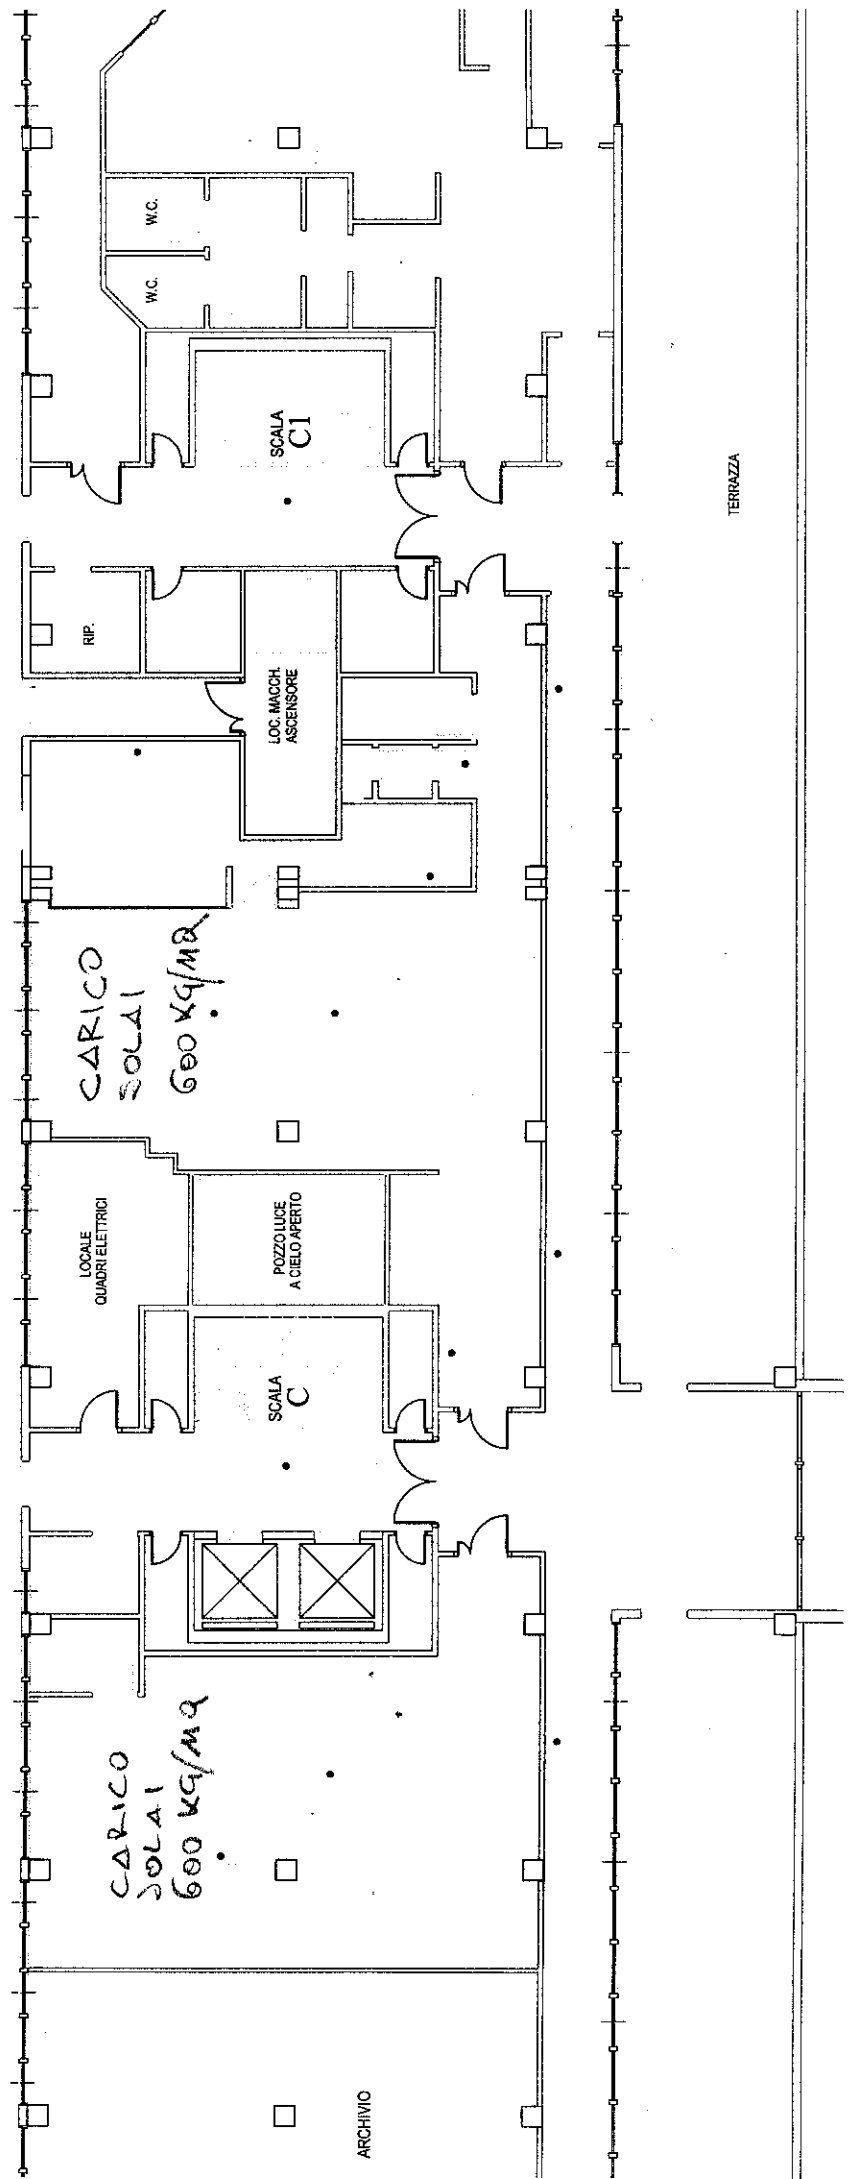 W.C.
W.C.
SCALA
C1
TERRAZZA
RIP.
LOC. MACCH.
ASCENSORE
CARICO
SOLAI
600 KG/MQ
LOCALE
QUADRI ELETTRICI
POZZO LUCE
A CIELO APERTO
SCALA
C
CARICO
SOLAI
600 KG/MQ
ARCHIVIO